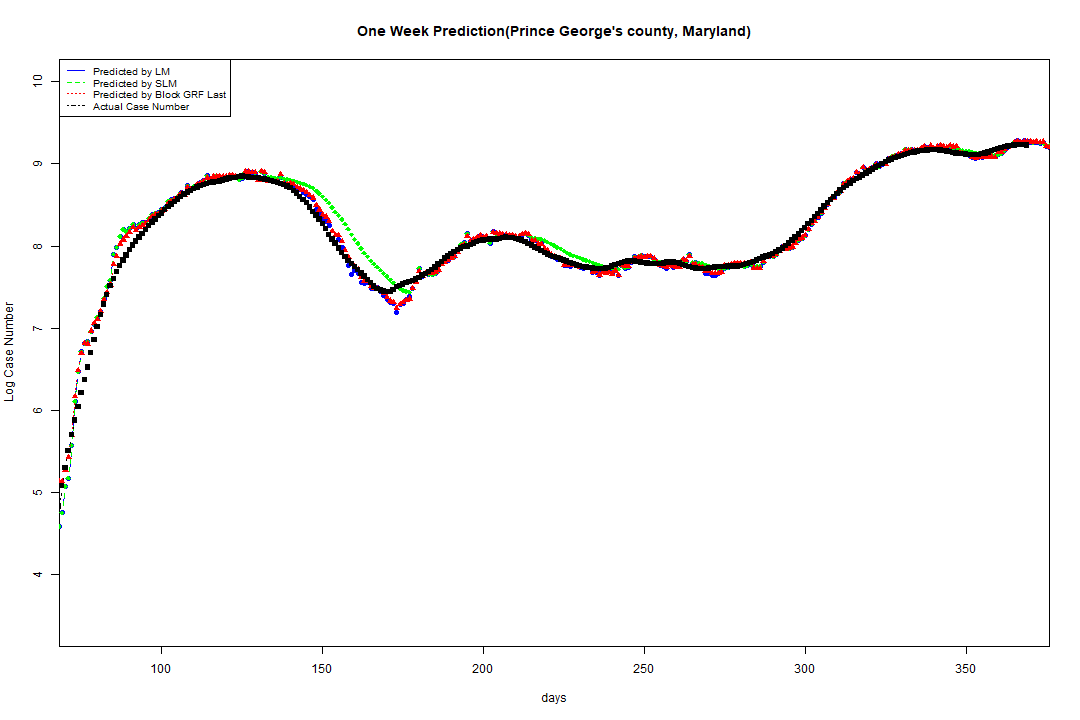 One Week Prediction(Prince George's county, Maryland)
Predicted by LM
Predicted by SLM
Predicted by Block GRF Last
Actual Case Number
10
9
8
7
6
5
4
Log Case Number
100 150 200 250 300 350
days